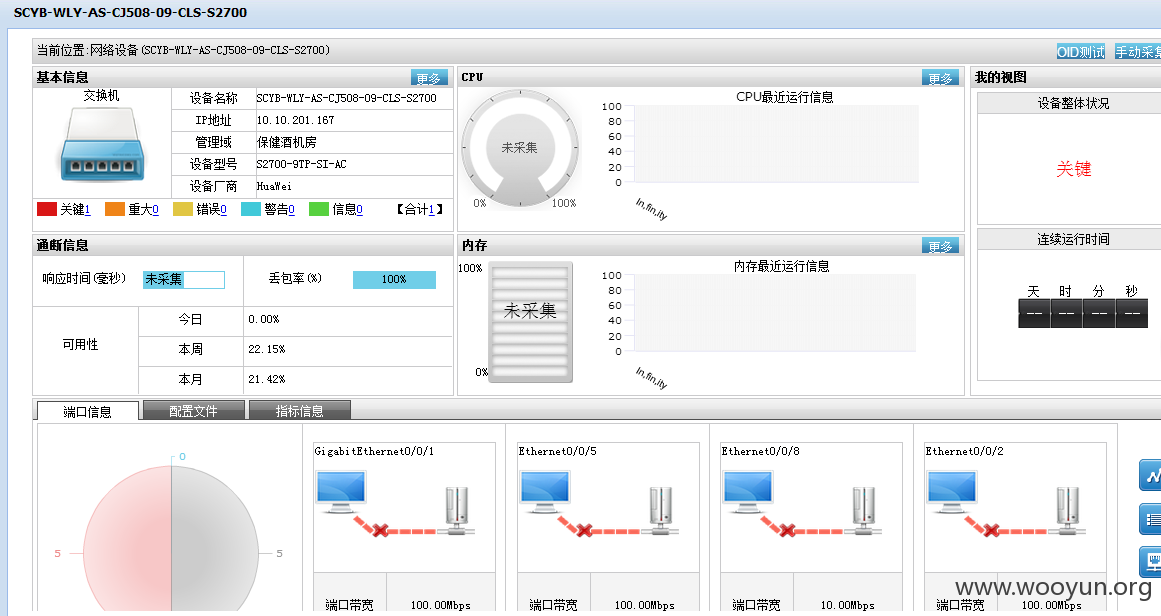 SCYB-WLY-AS-CJ508-09-CLS-S2700
当前位置:网络设备(SCYB-WLY-AS-CJ508-09-CLS-S2700)
OID测试
手动采集
基本信息 更多
交换机
设备名称 SCYB-WLY-AS-CJ508-09-CLS-S2700
IP地址 10.10.201.167
管理域 保健酒机房
设备型号 S2700-9TP-SI-AC
设备厂商 HuaWei
关键1 重大0 错误0 警告0 信息0 【合计1】
CPU 更多
未采集
0% 100%
CPU最近运行信息
100
80
60
40
20
0
In,fin,ity
我的视图
设备整体状况
关键
连续运行时间
天 时 分 秒
-- -- -- --
通断信息
响应时间(毫秒) 未采集 丢包率(%) 100%
可用性
今日 0.00%
本周 22.15%
本月 21.42%
内存 更多
100%
未采集
0%
内存最近运行信息
100
80
60
40
20
0
In,fin,ity
端口信息 配置文件 指标信息
0
5 5
GigabitEthernet0/0/1
端口带宽 100.00Mbps
Ethernet0/0/5
端口带宽 100.00Mbps
Ethernet0/0/8
端口带宽 10.00Mbps
Ethernet0/0/2
端口带宽 100.00Mbps
www.wooyun.org